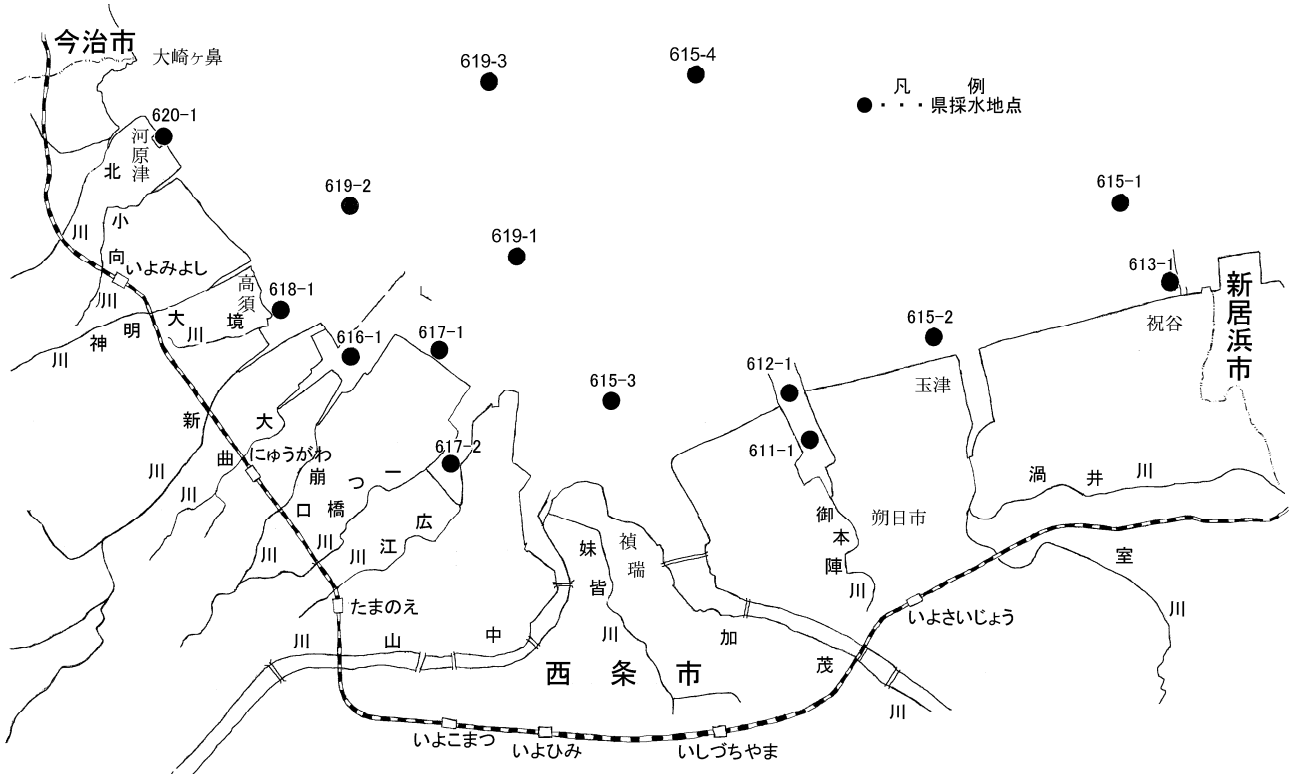 今治市
大崎ヶ鼻
619-3
615-4
凡　例
●・・・県採水地点
620-1
河原津
北川
小向川
619-2
615-1
619-1
いよみよし
613-1
新居浜市
高須
618-1
大明神川
境川
616-1
617-1
615-2
祝谷
612-1
玉津
615-3
新川
大曲川
にゅうがわ
617-2
611-1
崩口川
一つ橋川
広江川
渦井川
御本陣川
朔日市
妹皆川
禎瑞
室川
たまのえ
いよさいじょう
中山川
加茂川
西条市
いよこまつ
いよひみ
いしづちやま